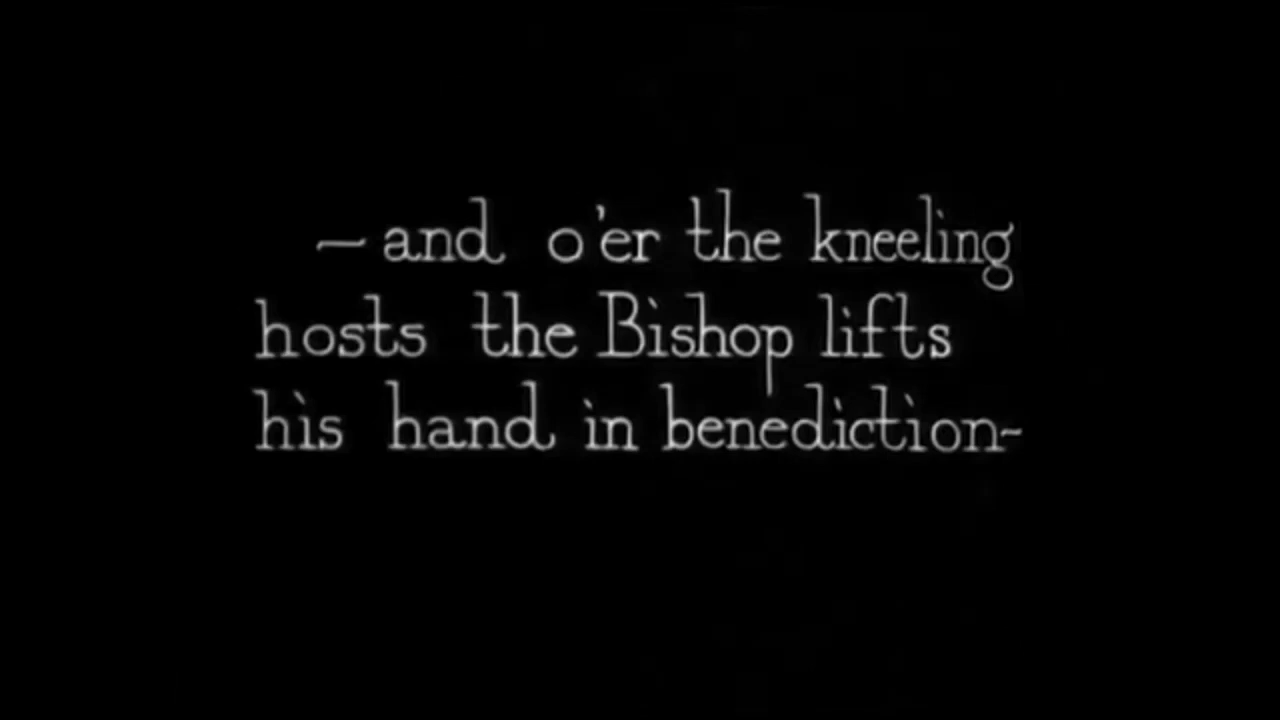 — and o'er the kneeling
hosts the Bishop lifts
his hand in benediction-